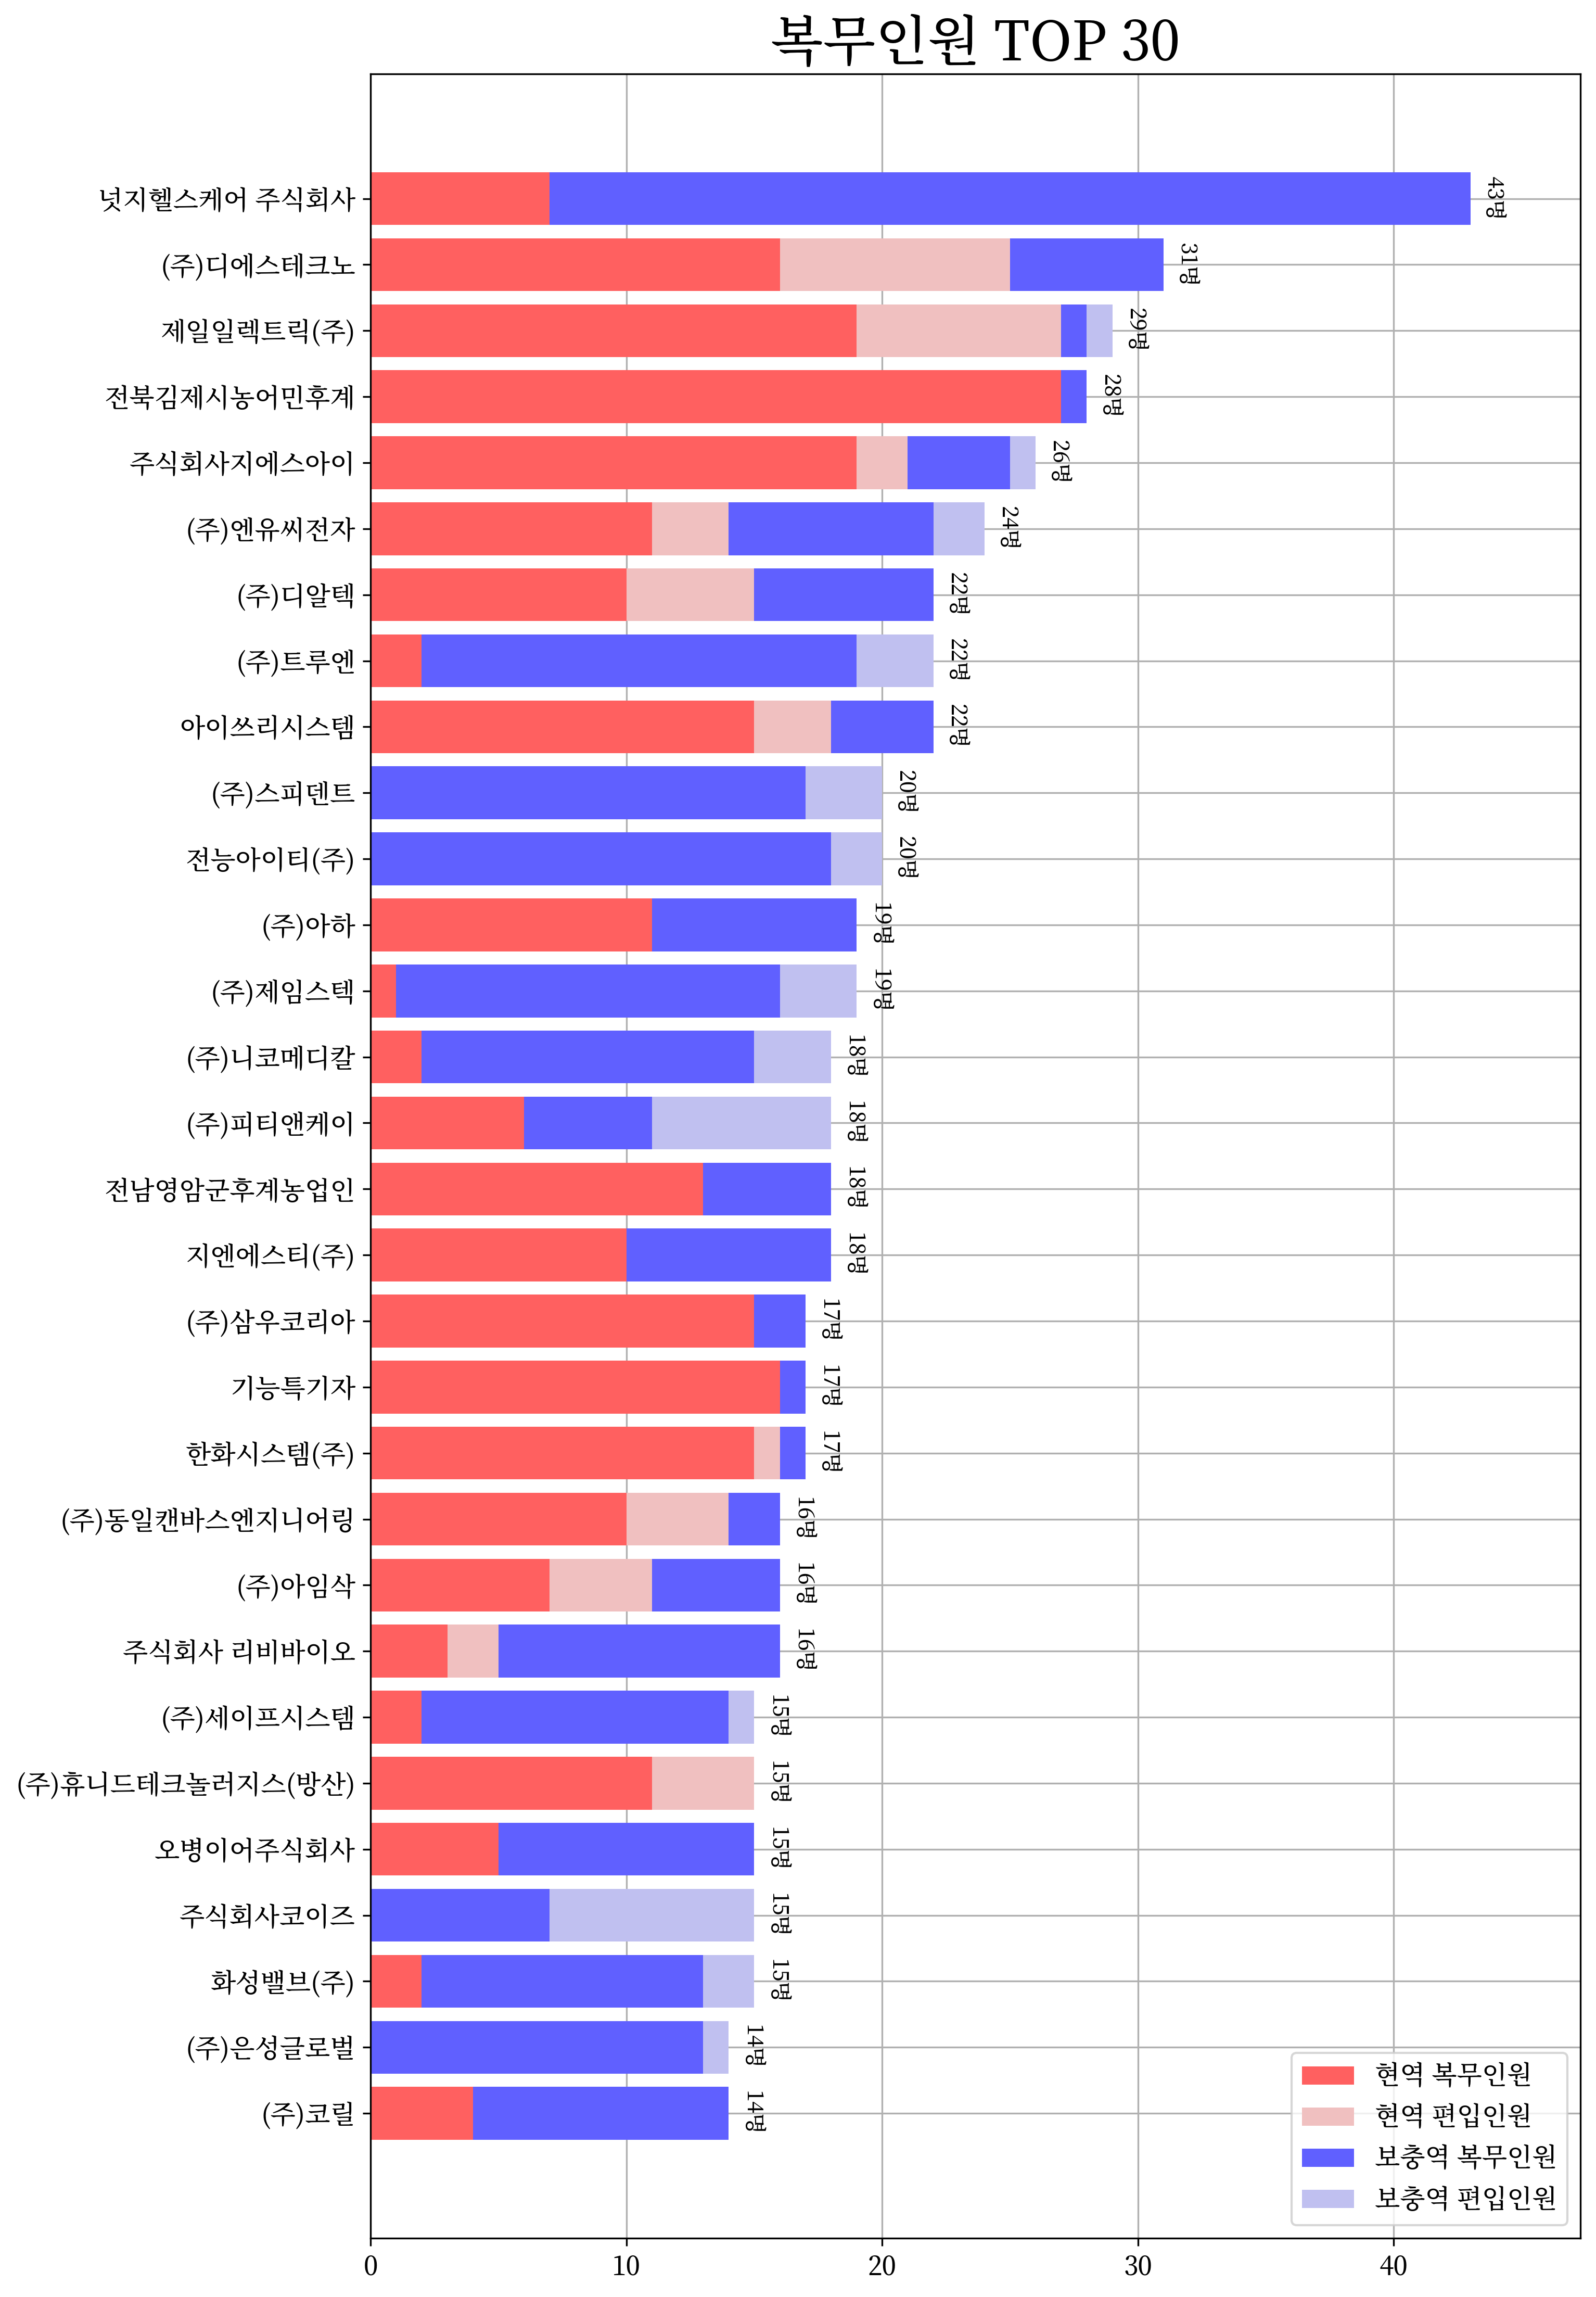 복무인원 TOP 30
넛지헬스케어 주식회사 43명
(주)디에스테크노 31명
제일일렉트릭(주) 29명
전북김제시농어민후계 28명
주식회사지에스아이 26명
(주)엔유씨전자 24명
(주)디알텍 22명
(주)트루엔 22명
아이쓰리시스템 22명
(주)스피덴트 20명
전능아이티(주) 20명
(주)아하 19명
(주)제임스텍 19명
(주)니코메디칼 18명
(주)피티앤케이 18명
전남영암군후계농업인 18명
지엔에스티(주) 18명
(주)삼우코리아 17명
기능특기자 17명
한화시스템(주) 17명
(주)동일캔바스엔지니어링 16명
(주)아임삭 16명
주식회사 리비바이오 16명
(주)세이프시스템 15명
(주)휴니드테크놀러지스(방산) 15명
오병이어주식회사 15명
주식회사코이즈 15명
화성밸브(주) 15명
(주)은성글로벌 14명
(주)코릴 14명
현역 복무인원
현역 편입인원
보충역 복무인원
보충역 편입인원
0 10 20 30 40